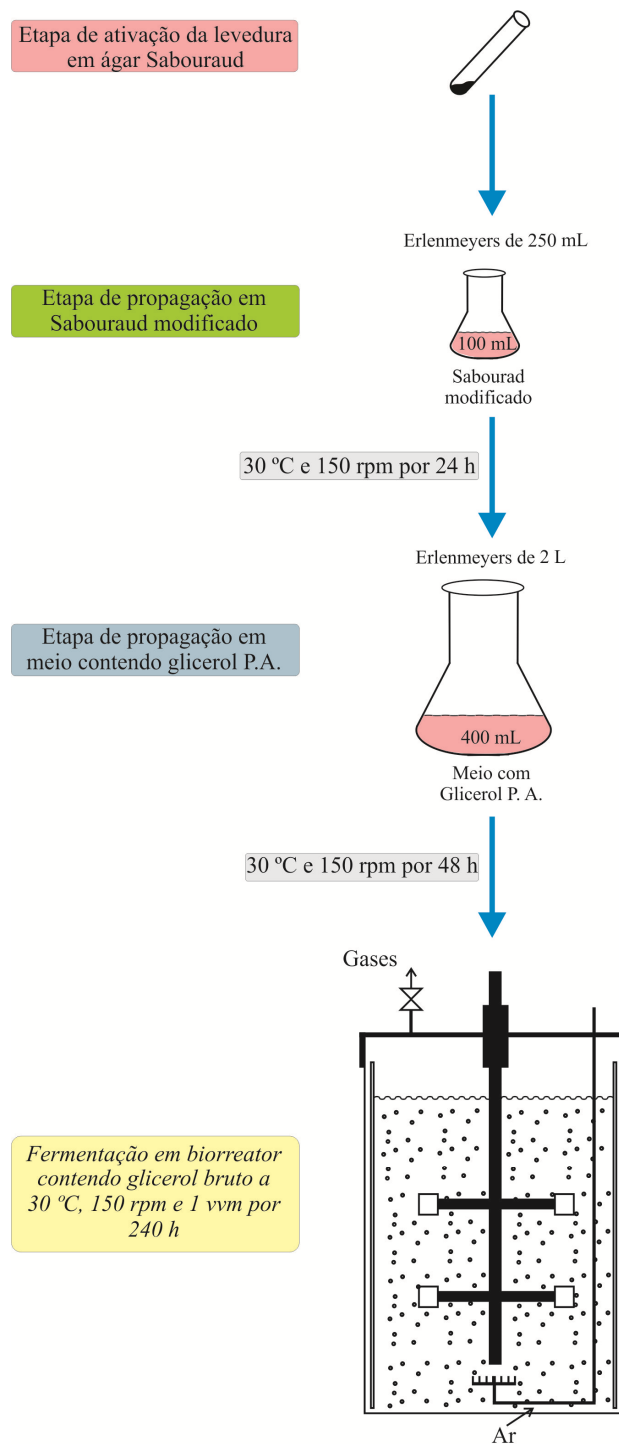 Etapa de ativação da levedura
em ágar Sabouraud
Erlenmeyers de 250 mL
Etapa de propagação em
Sabouraud modificado
100 mL
Sabourad
modificado
30 ºC e 150 rpm por 24 h
Erlenmeyers de 2 L
Etapa de propagação em
meio contendo glicerol P.A.
400 mL
Meio com
Glicerol P. A.
30 ºC e 150 rpm por 48 h
Gases
Fermentação em biorreator
contendo glicerol bruto a
30 ºC, 150 rpm e 1 vvm por
240 h
Ar